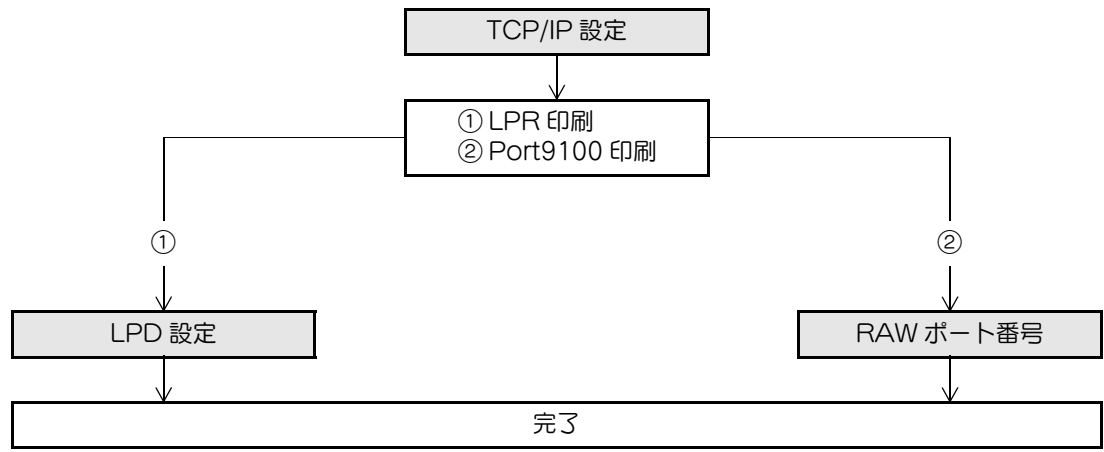 TCP/IP 設定
① LPR 印刷
② Port9100 印刷
①
②
LPD 設定
RAW ポート番号
完了